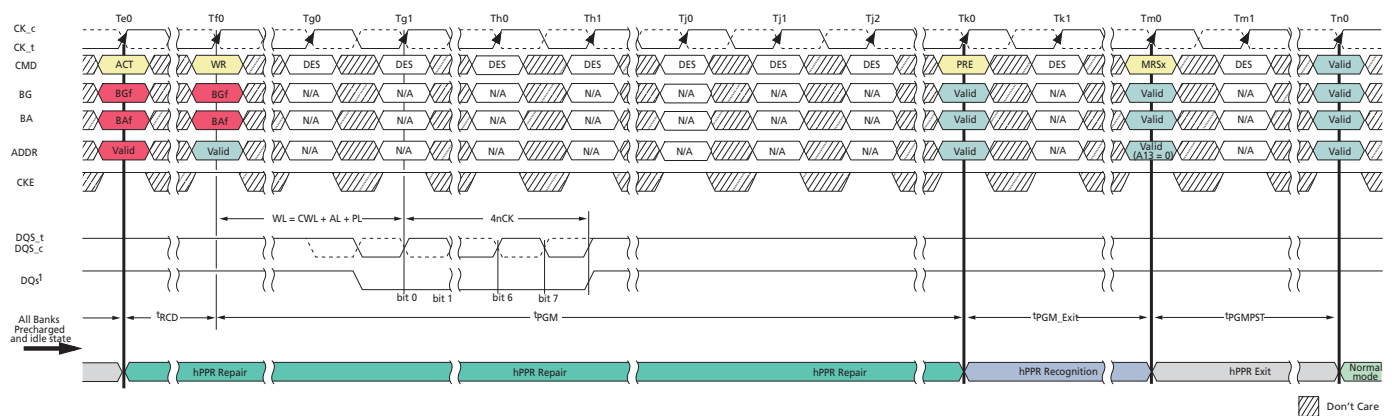 Te0 Tf0 Tg0 Tg1 Th0 Th1 Tj0 Tj1 Tj2 Tk0 Tk1 Tm0 Tm1 Tn0
CK_c
CK_t
CMD ACT WR DES DES DES DES DES DES DES PRE DES MRSx DES Valid
BG BGf BGf N/A N/A N/A N/A N/A N/A N/A Valid N/A Valid N/A Valid
BA BAf BAf N/A N/A N/A N/A N/A N/A N/A Valid N/A Valid N/A Valid
ADDR Valid Valid N/A N/A N/A N/A N/A N/A N/A Valid N/A Valid (A13 = 0) N/A Valid
CKE
WL = CWL + AL + PL 4nCK
DQS_t
DQS_c
DQs1
bit 0 bit 1 bit 6 bit 7
All Banks
Precharged
and idle state
tRCD tPGM tPGM_Exit tPGMPST
hPPR Repair hPPR Repair hPPR Repair hPPR Recognition hPPR Exit Normal
mode
Don't Care